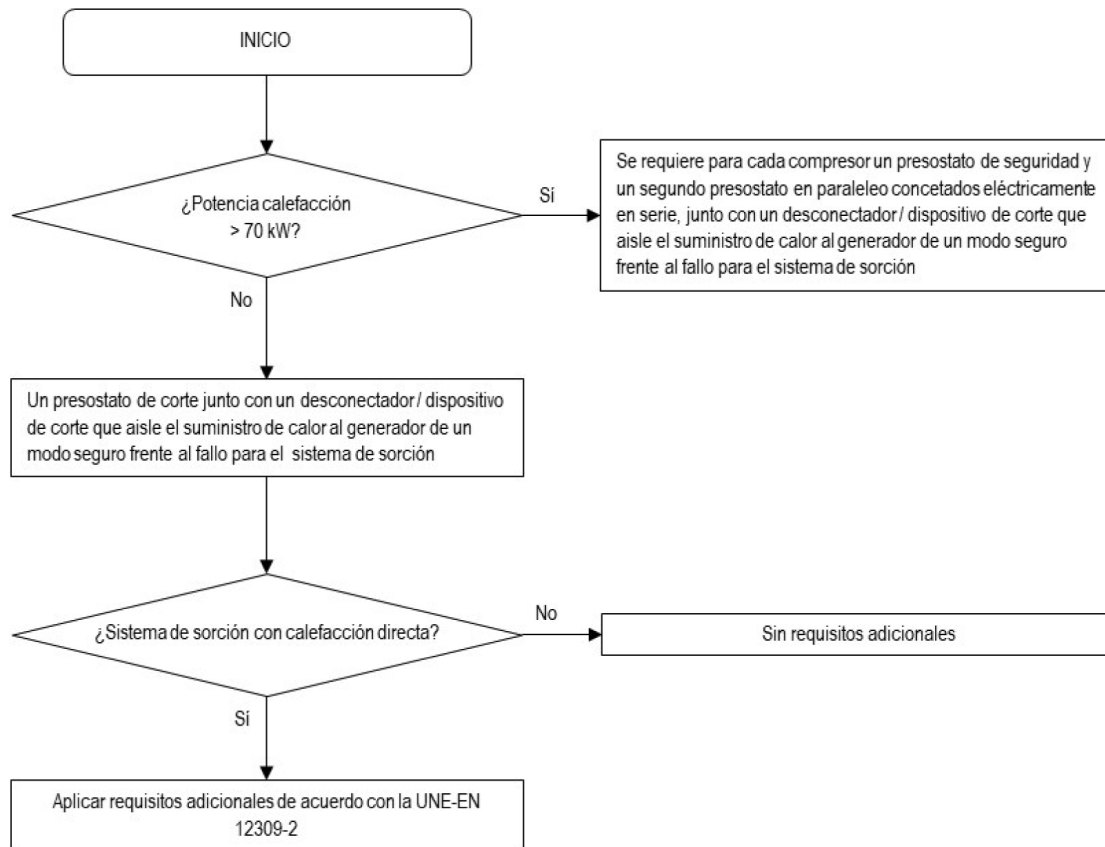 INICIO
¿Potencia calefacción
> 70 kW?
Sí
Se requiere para cada compresor un presostato de seguridad y
un segundo presostato en paraleleo concetados eléctricamente
en serie, junto con un desconectador/ dispositivo de corte que
aisle el suministro de calor al generador de un modo seguro
frente al fallo para el sistema de sorción
No
Un presostato de corte junto con un desconectador/ dispositivo
de corte que aisle el suministro de calor al generador de un
modo seguro frente al fallo para el sistema de sorción
¿Sistema de sorción con calefacción directa?
No
Sin requisitos adicionales
Sí
Aplicar requisitos adicionales de acuerdo con la UNE-EN
12309-2